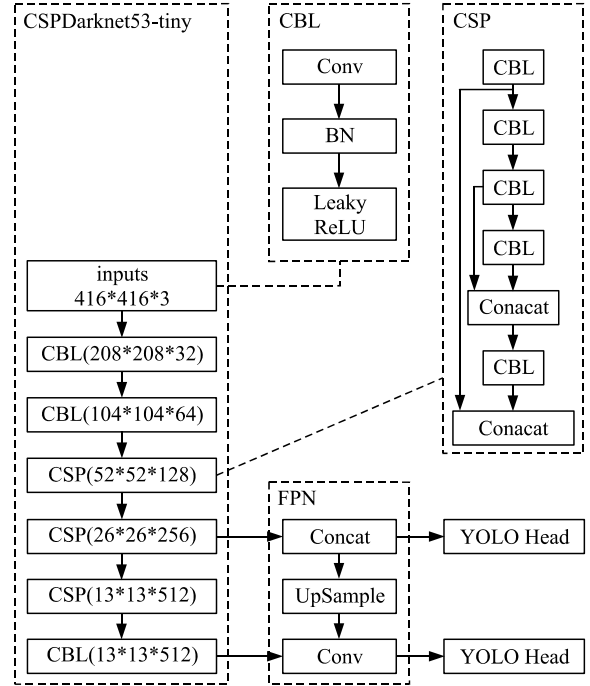 CSPDarknet53-tiny
inputs
416*416*3
CBL(208*208*32)
CBL(104*104*64)
CSP(52*52*128)
CSP(26*26*256)
CSP(13*13*512)
CBL(13*13*512)
CBL
Conv
BN
Leaky
ReLU
CSP
CBL
CBL
CBL
CBL
Conacat
CBL
Conacat
FPN
Concat
UpSample
Conv
YOLO Head
YOLO Head